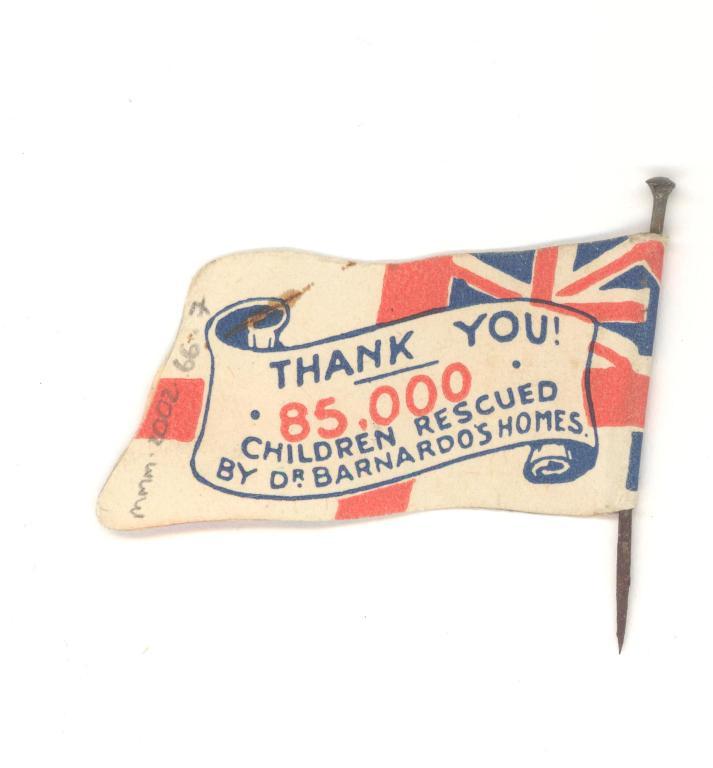 THANK YOU!
85,000
CHILDREN RESCUED
BY DR BARNARDO'S HOMES.
mmm. 2002. 66. 7